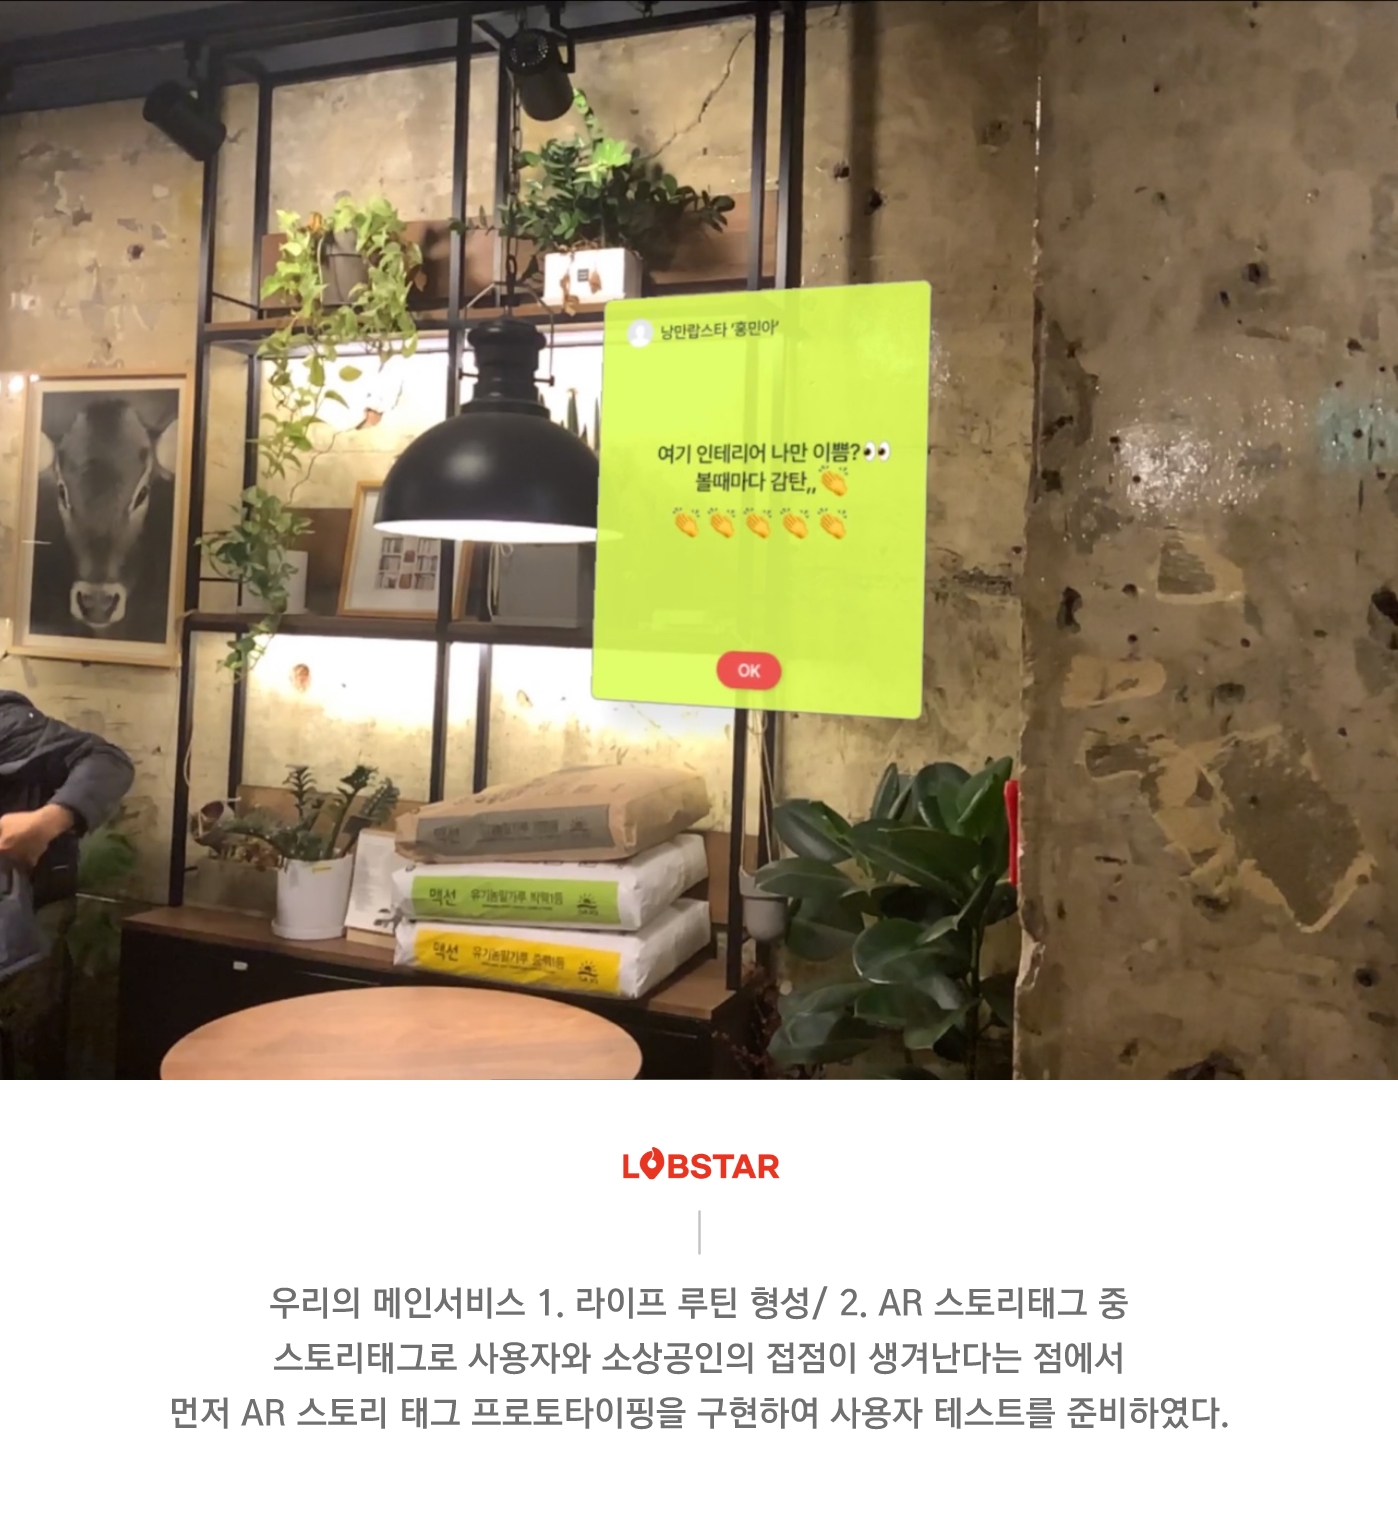 낭만랍스타 '홍민아'
여기 인테리어 나만 이쁨?👀
볼때마다 감탄,,👏
👏👏👏👏👏
OK
맥선
맥선 유기농밀가루 박력1등
맥선 유기농밀가루 중력1등
LOBSTAR
우리의 메인서비스 1. 라이프 루틴 형성/ 2. AR 스토리태그 중
스토리태그로 사용자와 소상공인의 접점이 생겨난다는 점에서
먼저 AR 스토리 태그 프로토타이핑을 구현하여 사용자 테스트를 준비하였다.